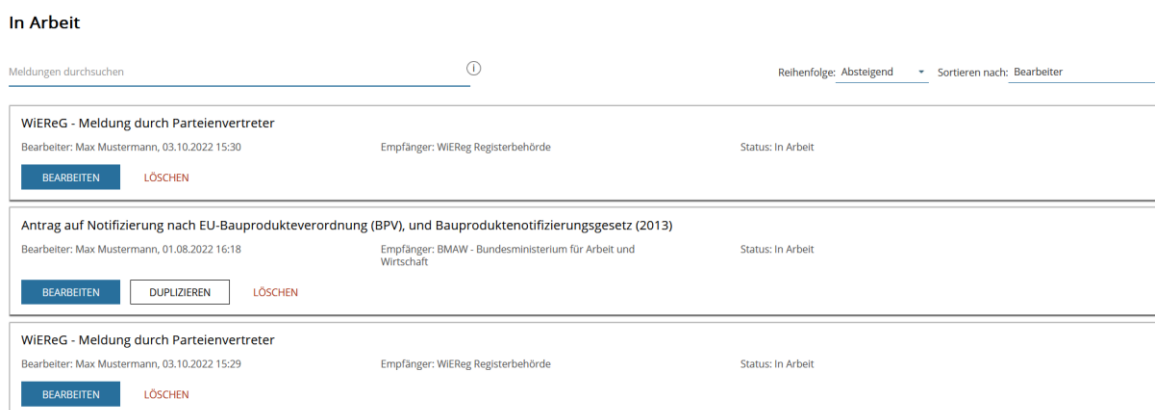 In Arbeit
Meldungen durchsuchen
Reihenfolge: Absteigend Sortieren nach: Bearbeiter
WiEReG - Meldung durch Parteienvertreter
Bearbeiter: Max Mustermann, 03.10.2022 15:30 Empfänger: WiEReg Registerbehörde Status: In Arbeit
BEARBEITEN LÖSCHEN
Antrag auf Notifizierung nach EU-Bauprodukteverordnung (BPV), und Bauproduktenotifizierungsgesetz (2013)
Bearbeiter: Max Mustermann, 01.08.2022 16:18 Empfänger: BMAW - Bundesministerium für Arbeit und Status: In Arbeit
Wirtschaft
BEARBEITEN DUPLIZIEREN LÖSCHEN
WiEReG - Meldung durch Parteienvertreter
Bearbeiter: Max Mustermann, 03.10.2022 15:29 Empfänger: WiEReg Registerbehörde Status: In Arbeit
BEARBEITEN LÖSCHEN